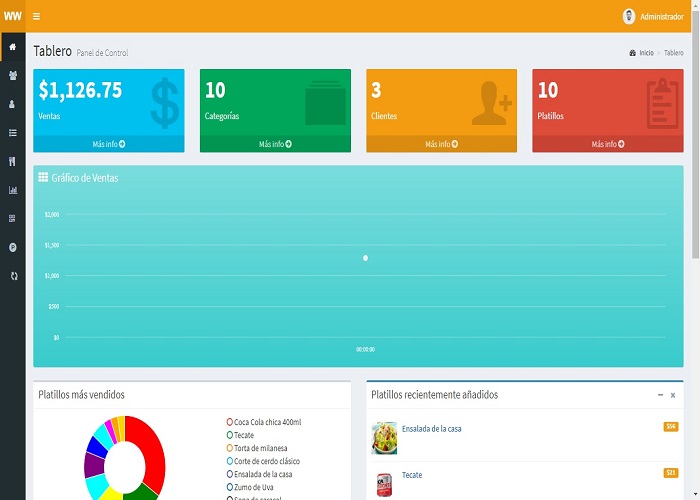 WW
Administrador
Tablero Panel de Control
Inicio > Tablero
$1,126.75
Ventas
Más info
10
Categorías
Más info
3
Clientes
Más info
10
Platillos
Más info
Gráfico de Ventas
$2,000
$1,500
$1,000
$500
$0
00:00:00
Platillos más vendidos
Coca Cola chica 400ml
Tecate
Torta de milanesa
Corte de cerdo clásico
Ensalada de la casa
Zumo de Uva
Platillos recientemente añadidos
Ensalada de la casa
Tecate